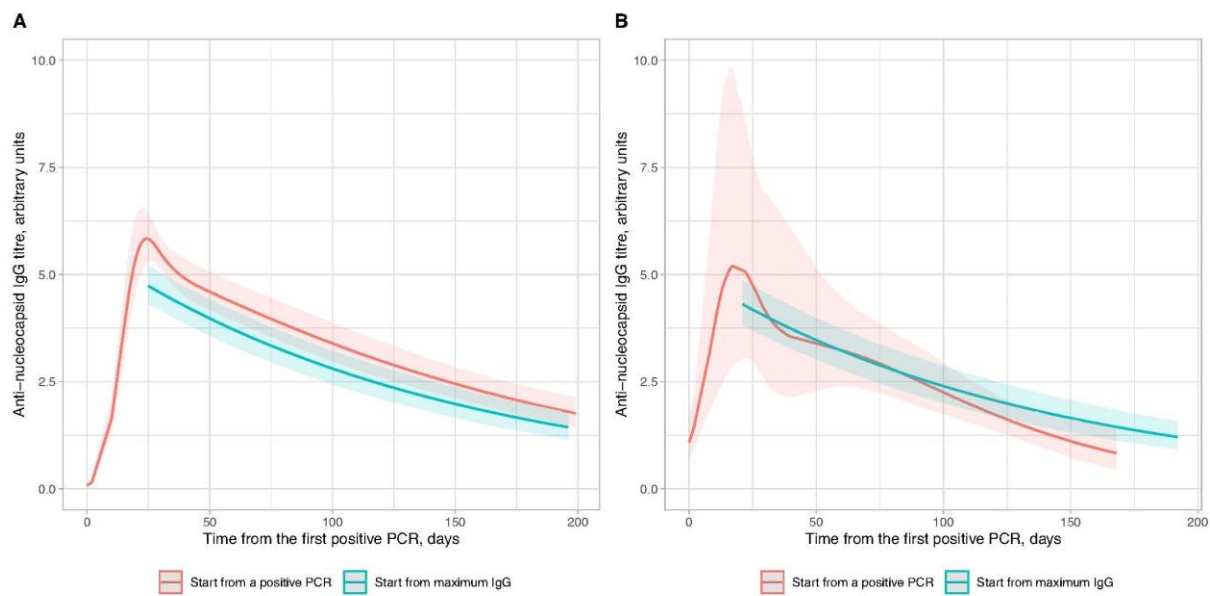 A
Anti−nucleocapsid IgG titre, arbitrary units
10.0
7.5
5.0
2.5
0.0
0
50
100
150
200
Time from the first positive PCR, days
Start from a positive PCR
Start from maximum IgG
B
Anti−nucleocapsid IgG titre, arbitrary units
10.0
7.5
5.0
2.5
0.0
0
50
100
150
200
Time from the first positive PCR, days
Start from a positive PCR
Start from maximum IgG